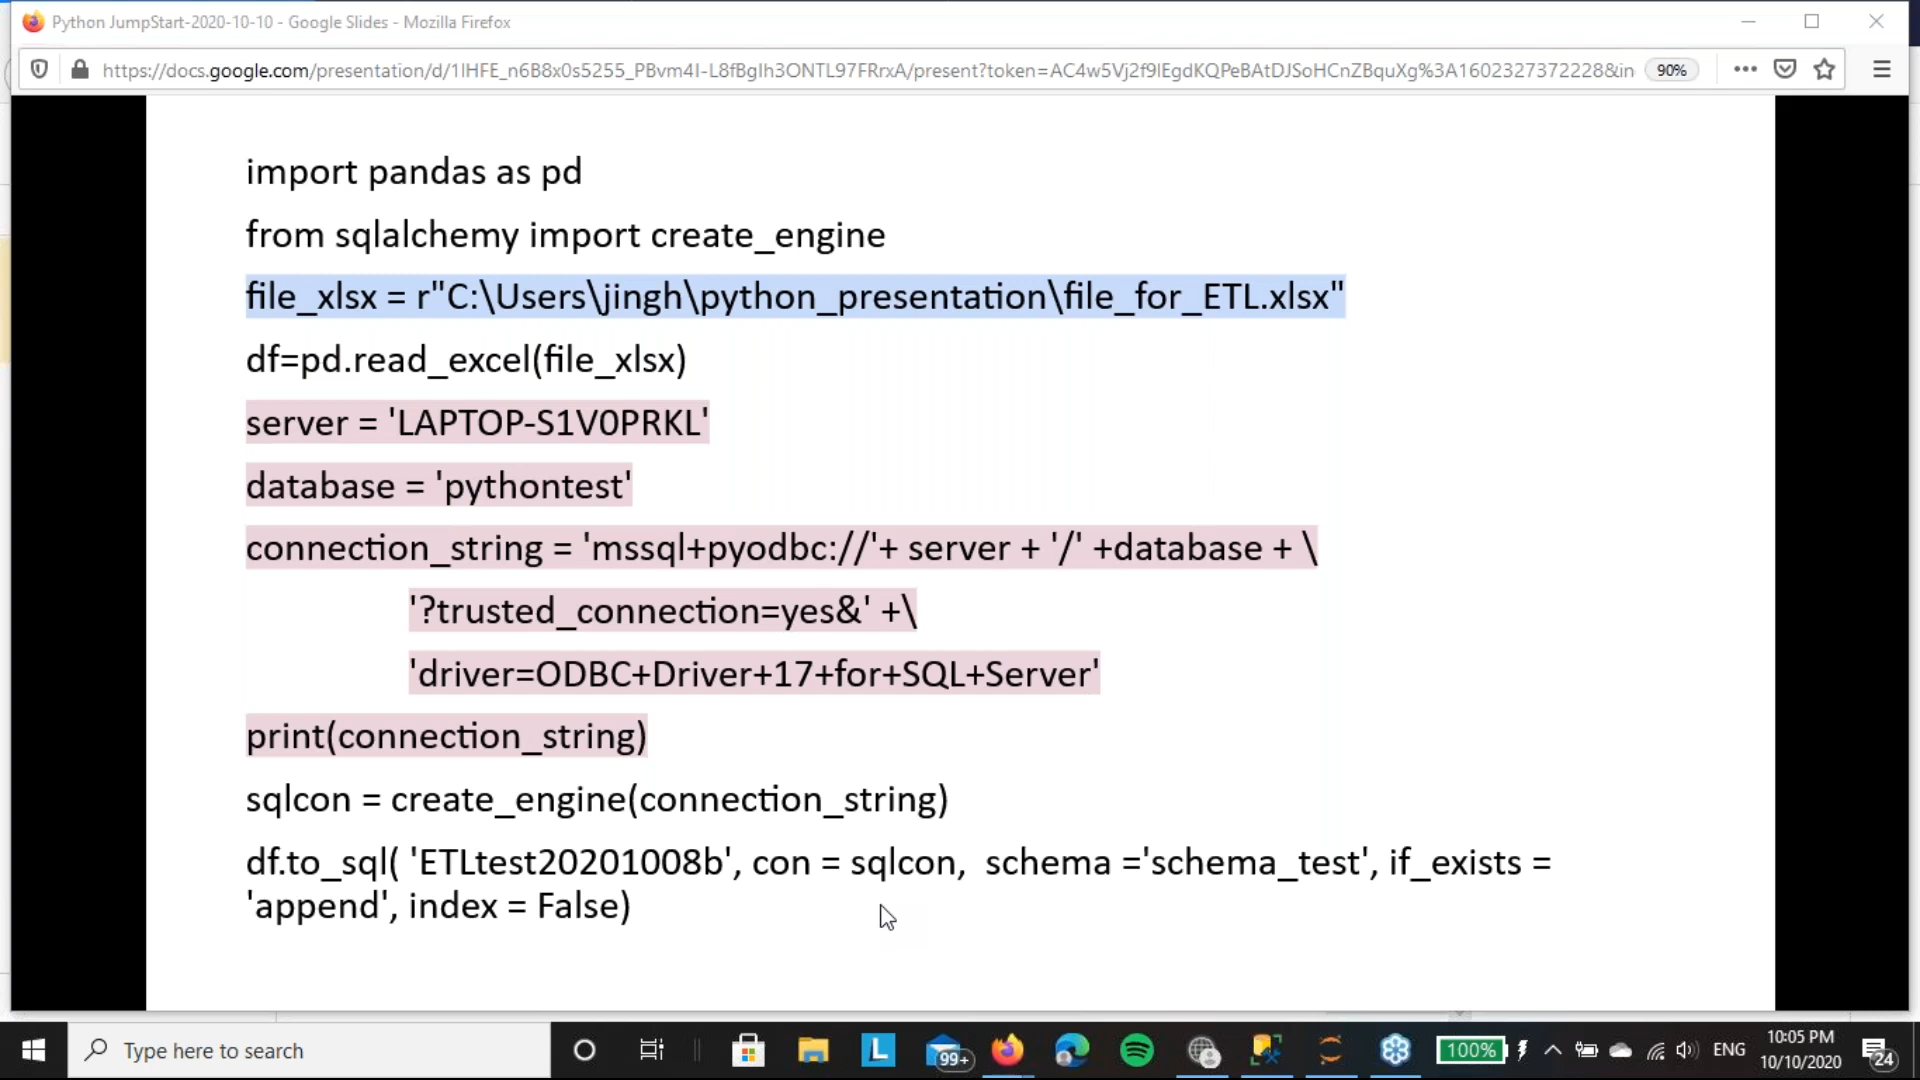 Python JumpStart-2020-10-10 - Google Slides - Mozilla Firefox
https://docs.google.com/presentation/d/1lHFE_n6B8x0s5255_PBvm4I-L8fBgIh3ONTL97FRrxA/present?token=AC4w5Vj2f9lEgdKQPeBAtDJSoHCnZBquXg%3A1602327372228&in 90%
import pandas as pd
from sqlalchemy import create_engine
file_xlsx = r"C:\Users\jingh\python_presentation\file_for_ETL.xlsx"
df=pd.read_excel(file_xlsx)
server = 'LAPTOP-S1V0PRKL'
database = 'pythontest'
connection_string = 'mssql+pyodbc://'+ server + '/' +database + \
'?trusted_connection=yes&' +\
'driver=ODBC+Driver+17+for+SQL+Server'
print(connection_string)
sqlcon = create_engine(connection_string)
df.to_sql( 'ETLtest20201008b', con = sqlcon, schema ='schema_test', if_exists =
'append', index = False)
Type here to search
L
99+
100%
ENG
10:05 PM
10/10/2020
24